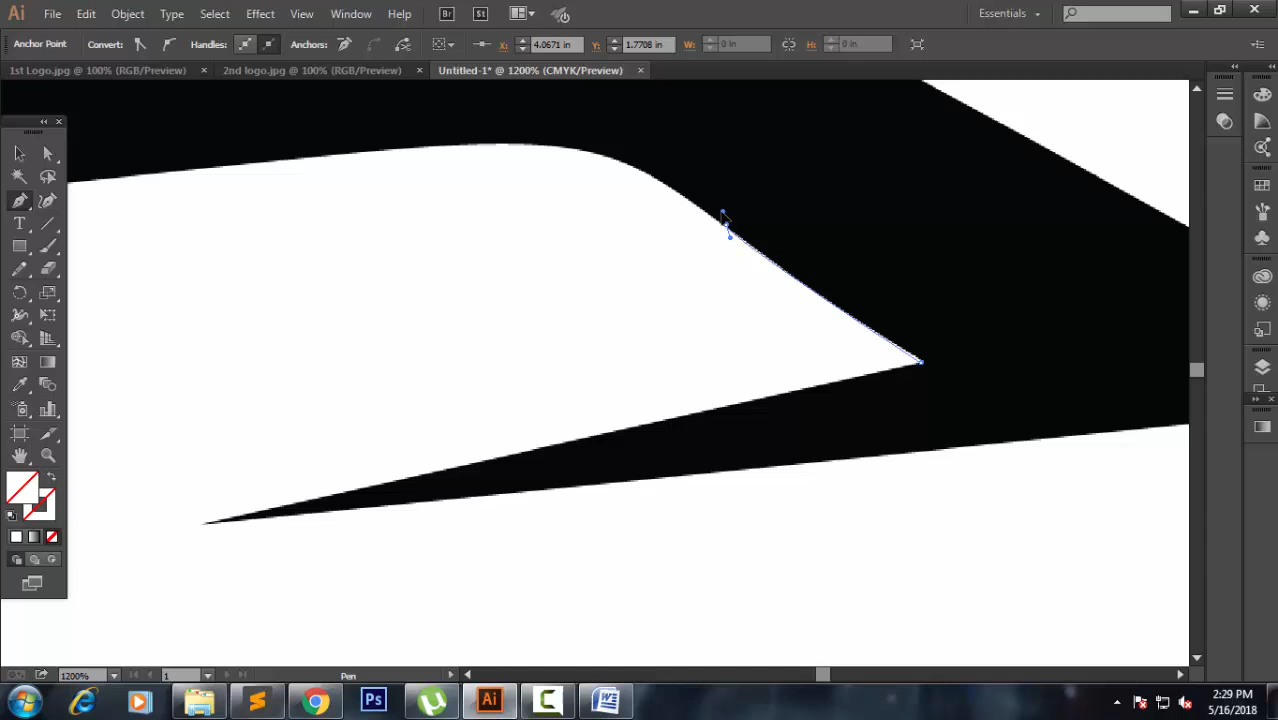 Ai File Edit Object Type Select Effect View Window Help Br St Essentials
Anchor Point Convert: Handles: Anchors: X: 4.0671 in Y: 1.7708 in W: 0 in H: 0 in
1st Logo.jpg @ 100% (RGB/Preview) × 2nd logo.jpg @ 100% (RGB/Preview) × Untitled-1* @ 1200% (CMYK/Preview) ×
1200% 1 Pen
Ps Ai C W 2:29 PM
5/16/2018